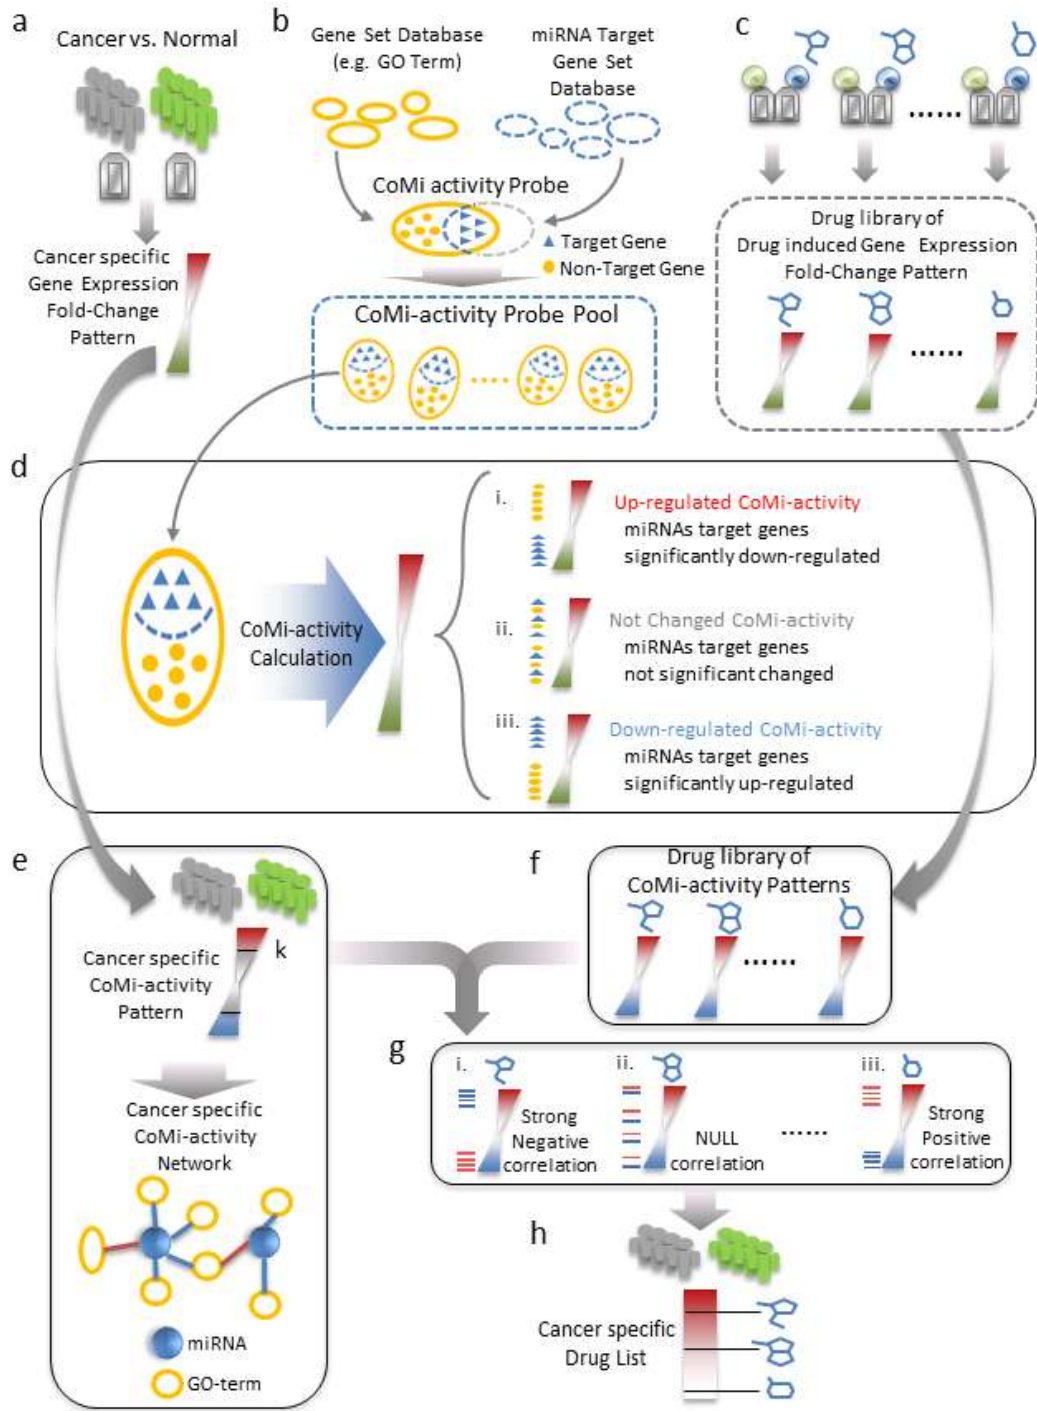 a
Cancer vs. Normal
Cancer specific
Gene Expression
Fold-Change
Pattern
b
Gene Set Database
(e.g. GO Term)
miRNA Target
Gene Set
Database
CoMi activity Probe
Target Gene
Non-Target Gene
CoMi-activity Probe Pool
c
......
Drug library of
Drug induced Gene Expression
Fold-Change Pattern
......
d
CoMi-activity
Calculation
i.
Up-regulated CoMi-activity
miRNAs target genes
significantly down-regulated
ii.
Not Changed CoMi-activity
miRNAs target genes
not significant changed
iii.
Down-regulated CoMi-activity
miRNAs target genes
significantly up-regulated
e
k
Cancer specific
CoMi-activity
Pattern
Cancer specific
CoMi-activity
Network
miRNA
GO-term
f
Drug library of
CoMi-activity Patterns
......
g
i.
Strong
Negative
correlation
ii.
NULL
correlation
......
iii.
Strong
Positive
correlation
h
Cancer specific
Drug List